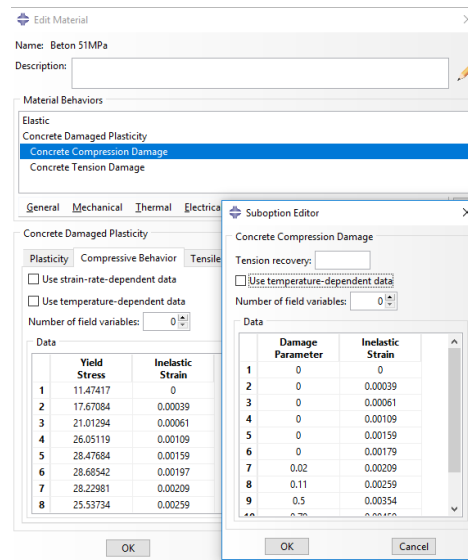 Edit Material
Name: Beton 51MPa
Description:
Material Behaviors
Elastic
Concrete Damaged Plasticity
Concrete Compression Damage
Concrete Tension Damage
General Mechanical Thermal Electrica
Concrete Damaged Plasticity
Plasticity Compressive Behavior Tensile
Use strain-rate-dependent data
Use temperature-dependent data
Number of field variables: 0
Data
Yield Stress Inelastic Strain
1 11.47417 0
2 17.67084 0.00039
3 21.01294 0.00061
4 26.05119 0.00109
5 28.47684 0.00159
6 28.68542 0.00197
7 28.22981 0.00209
8 25.53734 0.00259
OK
Suboption Editor
Concrete Compression Damage
Tension recovery:
Use temperature-dependent data
Number of field variables: 0
Data
Damage Parameter Inelastic Strain
1 0 0
2 0 0.00039
3 0 0.00061
4 0 0.00109
5 0 0.00159
6 0 0.00179
7 0.02 0.00209
8 0.11 0.00259
9 0.5 0.00354
OK Cancel